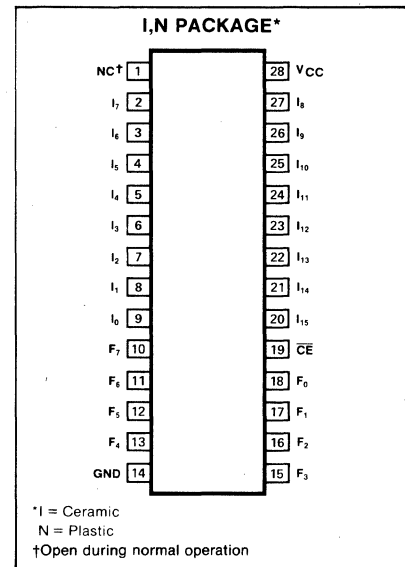 I,N PACKAGE*
NC† 1 28 VCC
I7 2 27 I8
I6 3 26 I9
I5 4 25 I10
I4 5 24 I11
I3 6 23 I12
I2 7 22 I13
I1 8 21 I14
I0 9 20 I15
F7 10 19 C̅E̅
F6 11 18 F0
F5 12 17 F1
F4 13 16 F2
GND 14 15 F3
*I = Ceramic
N = Plastic
†Open during normal operation